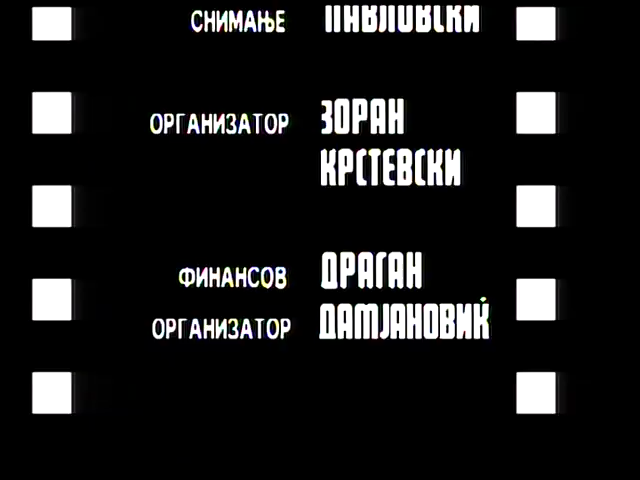 СНИМАЊЕ ПАВЛОВСКИ
ОРГАНИЗАТОР ЗОРАН
КРСТЕВСКИ
ФИНАНСОВ ДРАГАН
ОРГАНИЗАТОР ДАМЈАНОВИЌ